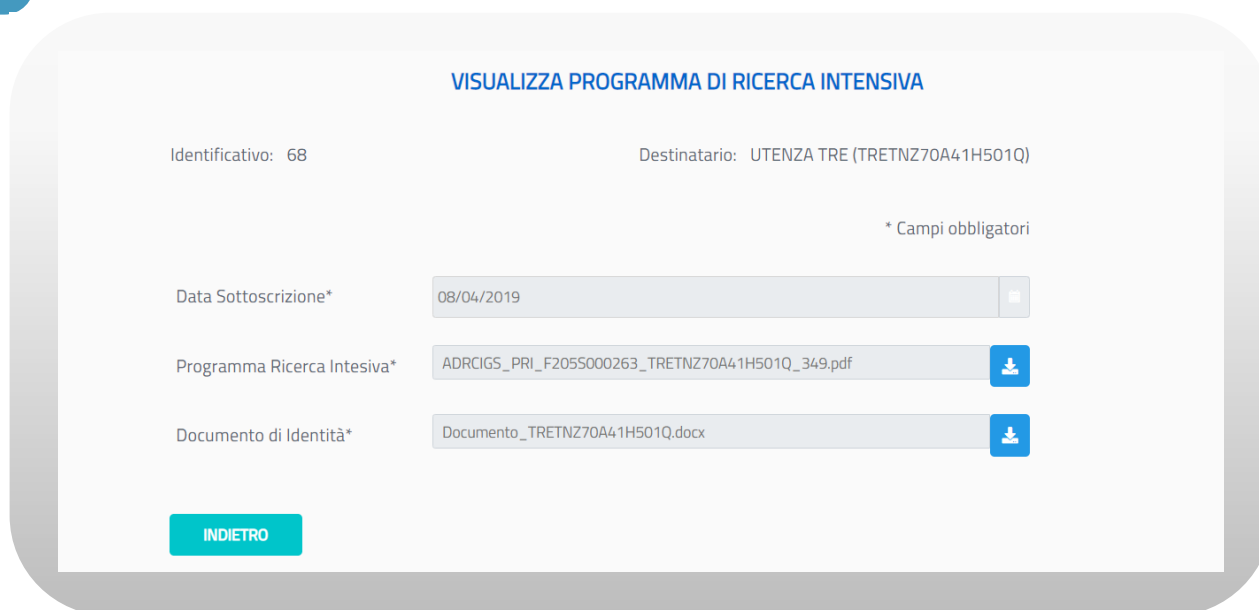 VISUALIZZA PROGRAMMA DI RICERCA INTENSIVA
Identificativo: 68 Destinatario: UTENZA TRE (TRETNZ70A41H501Q)
* Campi obbligatori
Data Sottoscrizione* 08/04/2019
Programma Ricerca Intesiva* ADRCIGS_PRI_F205S000263_TRETNZ70A41H501Q_349.pdf
Documento di Identità* Documento_TRETNZ70A41H501Q.docx
INDIETRO